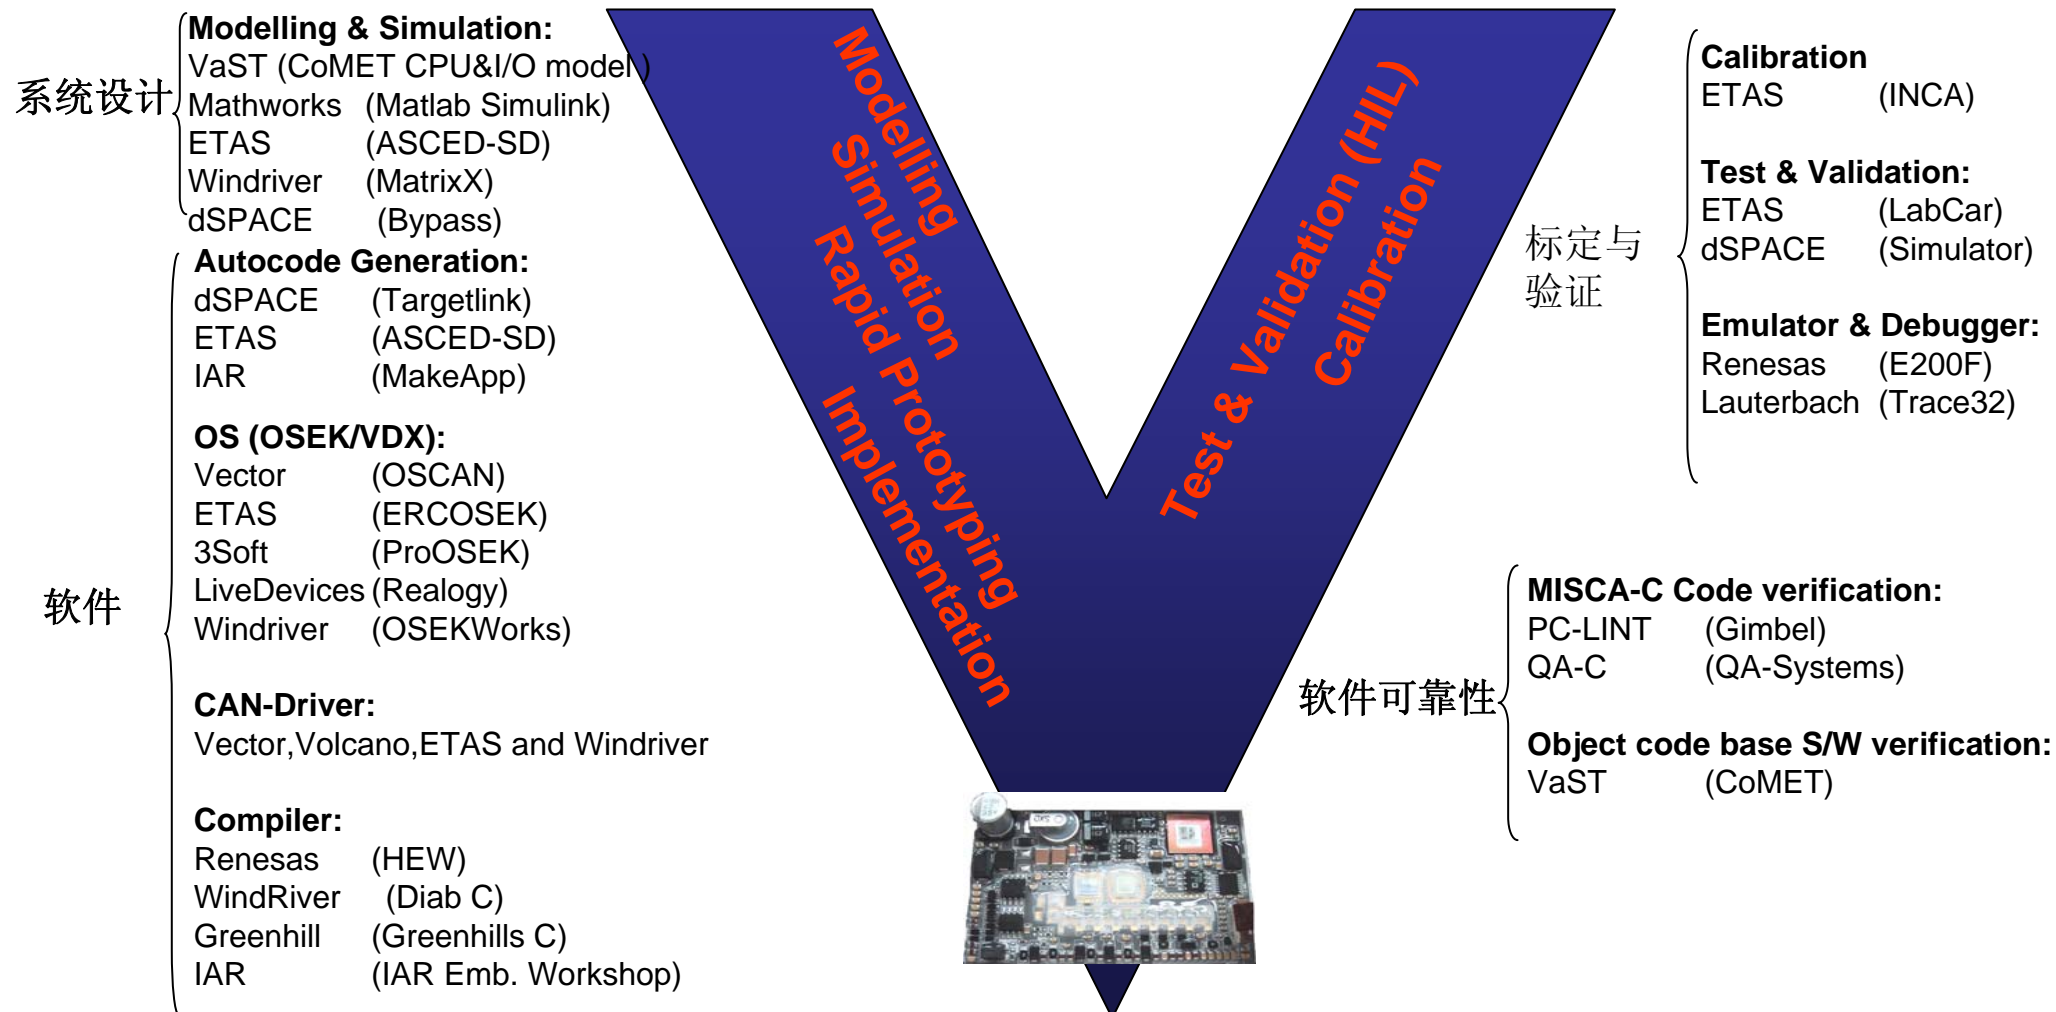 系统设计
Modelling & Simulation:
VaST (CoMET CPU&I/O model )
Mathworks (Matlab Simulink)
ETAS (ASCED-SD)
Windriver (MatrixX)
dSPACE (Bypass)
软件
Autocode Generation:
dSPACE (Targetlink)
ETAS (ASCED-SD)
IAR (MakeApp)
OS (OSEK/VDX):
Vector (OSCAN)
ETAS (ERCOSEK)
3Soft (ProOSEK)
LiveDevices (Realogy)
Windriver (OSEKWorks)
CAN-Driver:
Vector,Volcano,ETAS and Windriver
Compiler:
Renesas (HEW)
WindRiver (Diab C)
Greenhill (Greenhills C)
IAR (IAR Emb. Workshop)
Modelling
Simulation
Rapid Prototyping
Implementation
Test & Validation (HIL)
Calibration
标定与
验证
Calibration
ETAS (INCA)
Test & Validation:
ETAS (LabCar)
dSPACE (Simulator)
Emulator & Debugger:
Renesas (E200F)
Lauterbach (Trace32)
软件可靠性
MISCA-C Code verification:
PC-LINT (Gimbel)
QA-C (QA-Systems)
Object code base S/W verification:
VaST (CoMET)